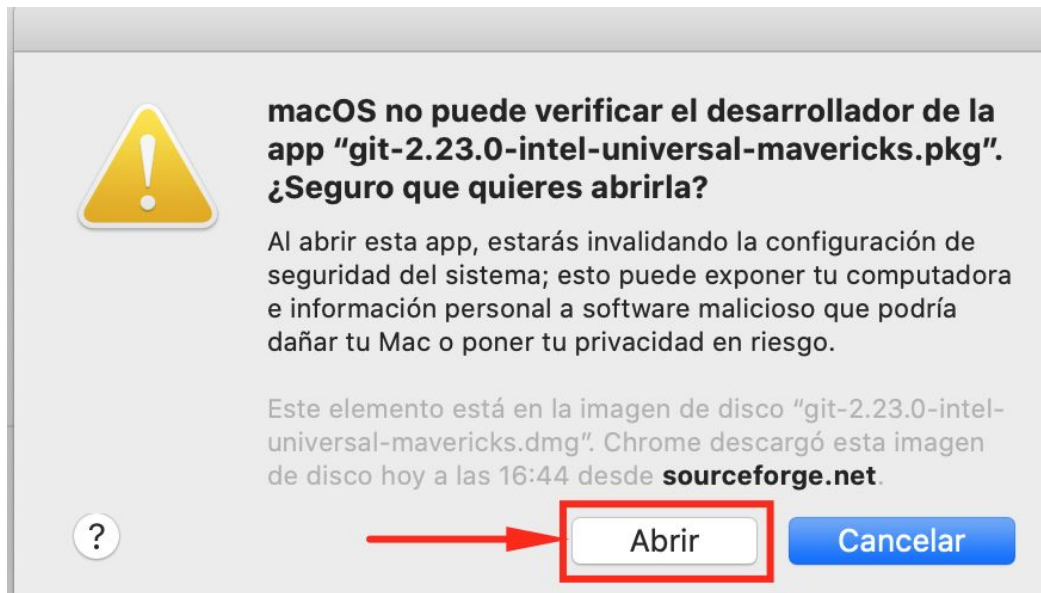 macOS no puede verificar el desarrollador de la
app “git-2.23.0-intel-universal-mavericks.pkg”.
¿Seguro que quieres abrirla?
Al abrir esta app, estarás invalidando la configuración de
seguridad del sistema; esto puede exponer tu computadora
e información personal a software malicioso que podría
dañar tu Mac o poner tu privacidad en riesgo.
Este elemento está en la imagen de disco “git-2.23.0-intel-
universal-mavericks.dmg”. Chrome descargó esta imagen
de disco hoy a las 16:44 desde sourceforge.net.
?
Abrir
Cancelar